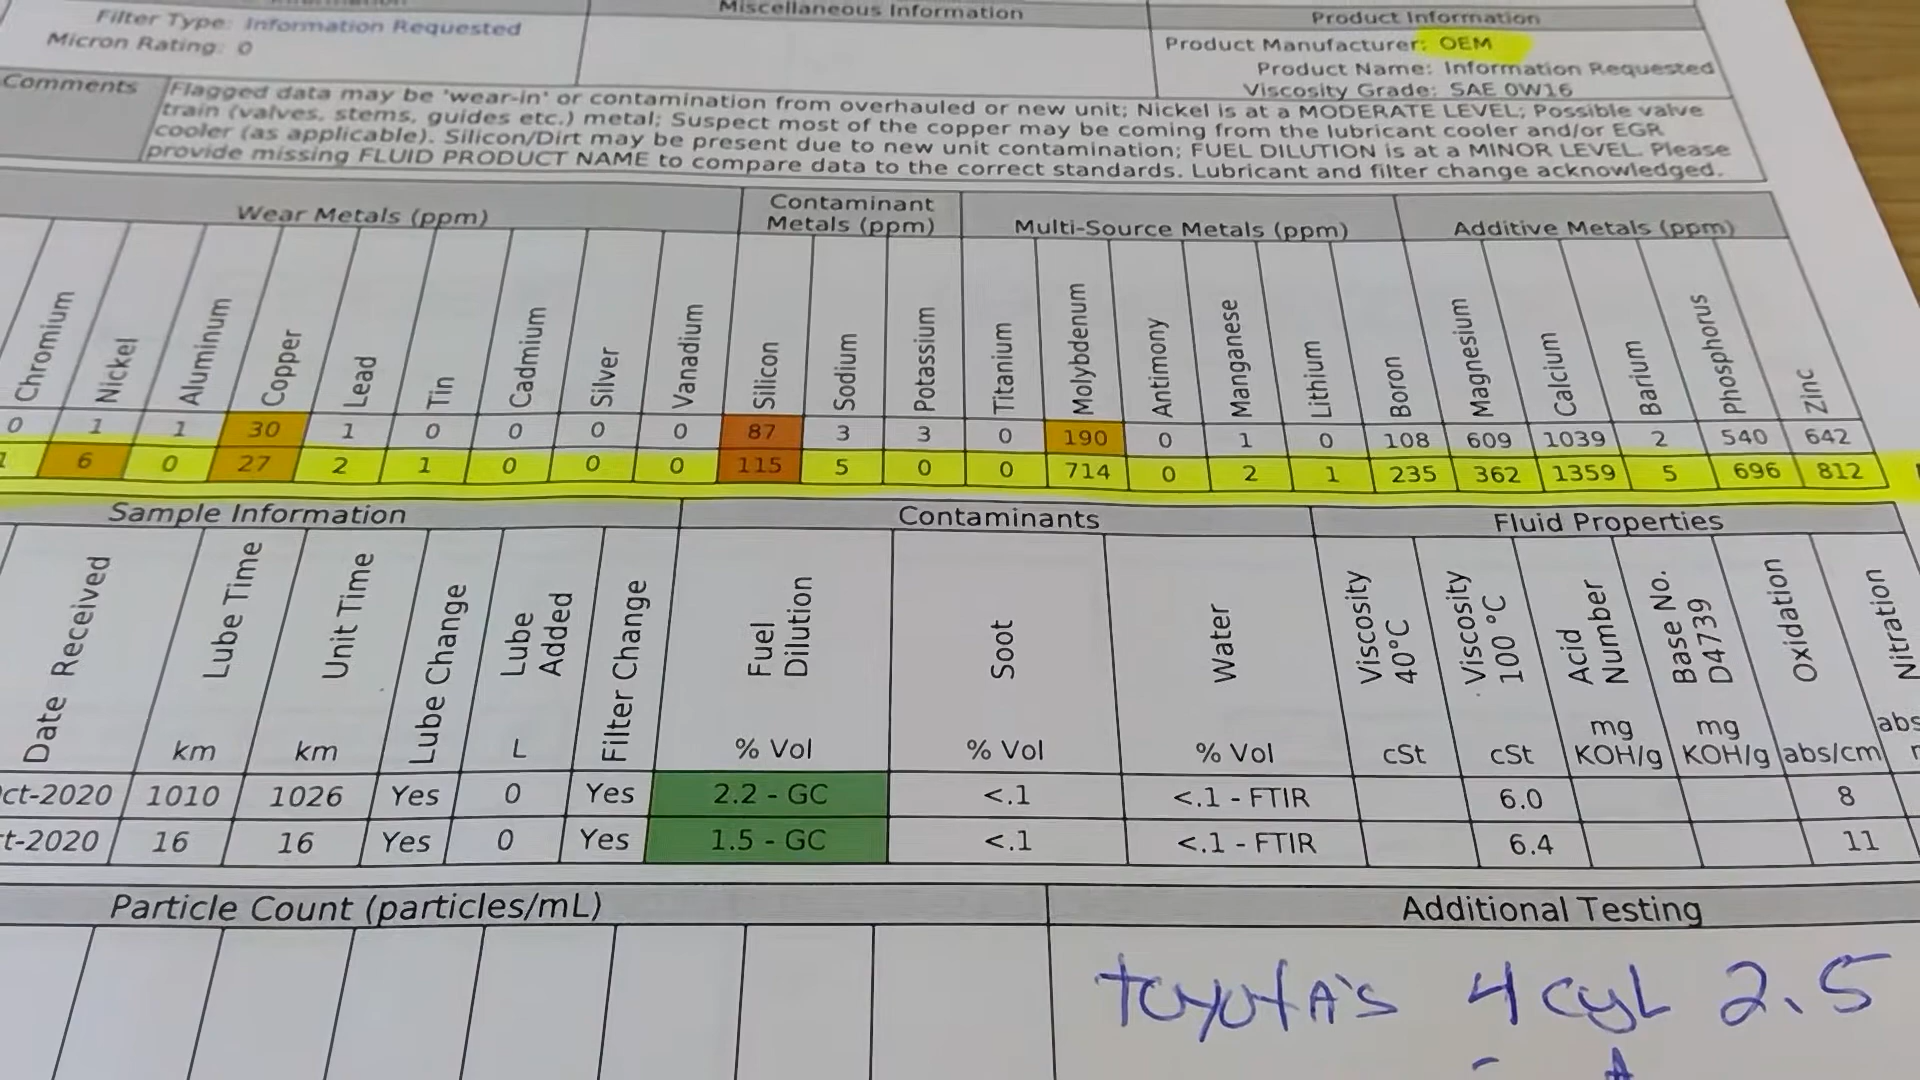 Miscellaneous Information
Product Information
Filter Type: Information Requested
Micron Rating: 0
Product Manufacturer: OEM
Product Name: Information Requested
Viscosity Grade: SAE 0W16
Comments
Flagged data may be 'wear-in' or contamination from overhauled or new unit; Nickel is at a MODERATE LEVEL; Possible valve
train (valves, stems, guides etc.) metal; Suspect most of the copper may be coming from the lubricant cooler and/or EGR
cooler (as applicable). Silicon/Dirt may be present due to new unit contamination; FUEL DILUTION is at a MINOR LEVEL. Please
provide missing FLUID PRODUCT NAME to compare data to the correct standards. Lubricant and filter change acknowledged.
Wear Metals (ppm) Contaminant Metals (ppm) Multi-Source Metals (ppm) Additive Metals (ppm)
Chromium Nickel Aluminum Copper Lead Tin Cadmium Silver Vanadium Silicon Sodium Potassium Titanium Molybdenum Antimony Manganese Lithium Boron Magnesium Calcium Barium Phosphorus Zinc
0 1 1 30 1 0 0 0 0 87 3 3 0 190 0 1 0 108 609 1039 2 540 642
1 6 0 27 2 1 0 0 0 115 5 0 0 714 0 2 1 235 362 1359 5 696 812
Sample Information Contaminants Fluid Properties
Date Received Lube Time Unit Time Lube Change Lube Added Filter Change Fuel Dilution Soot Water Viscosity 40°C Viscosity 100 °C Acid Number Base No. D4739 Oxidation Nitration
km km L % Vol % Vol % Vol cSt cSt mg KOH/g mg KOH/g abs/cm
ct-2020 1010 1026 Yes 0 Yes 2.2 - GC <.1 <.1 - FTIR 6.0 8
t-2020 16 16 Yes 0 Yes 1.5 - GC <.1 <.1 - FTIR 6.4 11
Particle Count (particles/mL) Additional Testing
toyotA's 4 cyL 2.5